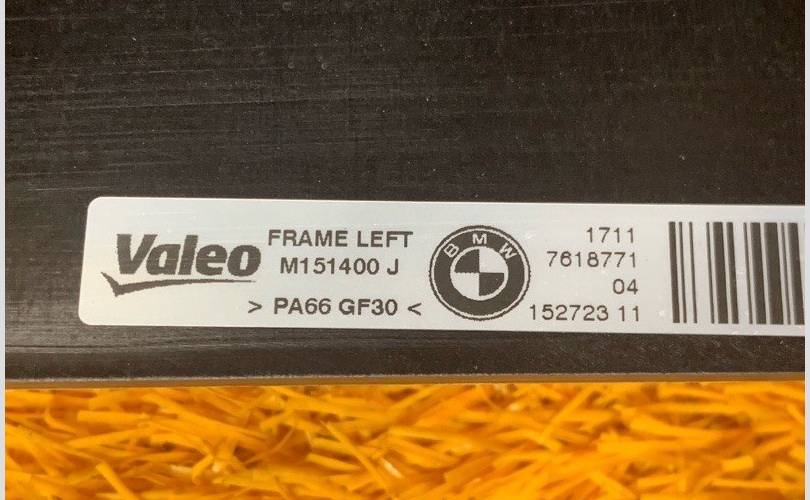 Valeo
FRAME LEFT
M151400 J
> PA66 GF30 <
BMW
1711
7618771
04
152723 11